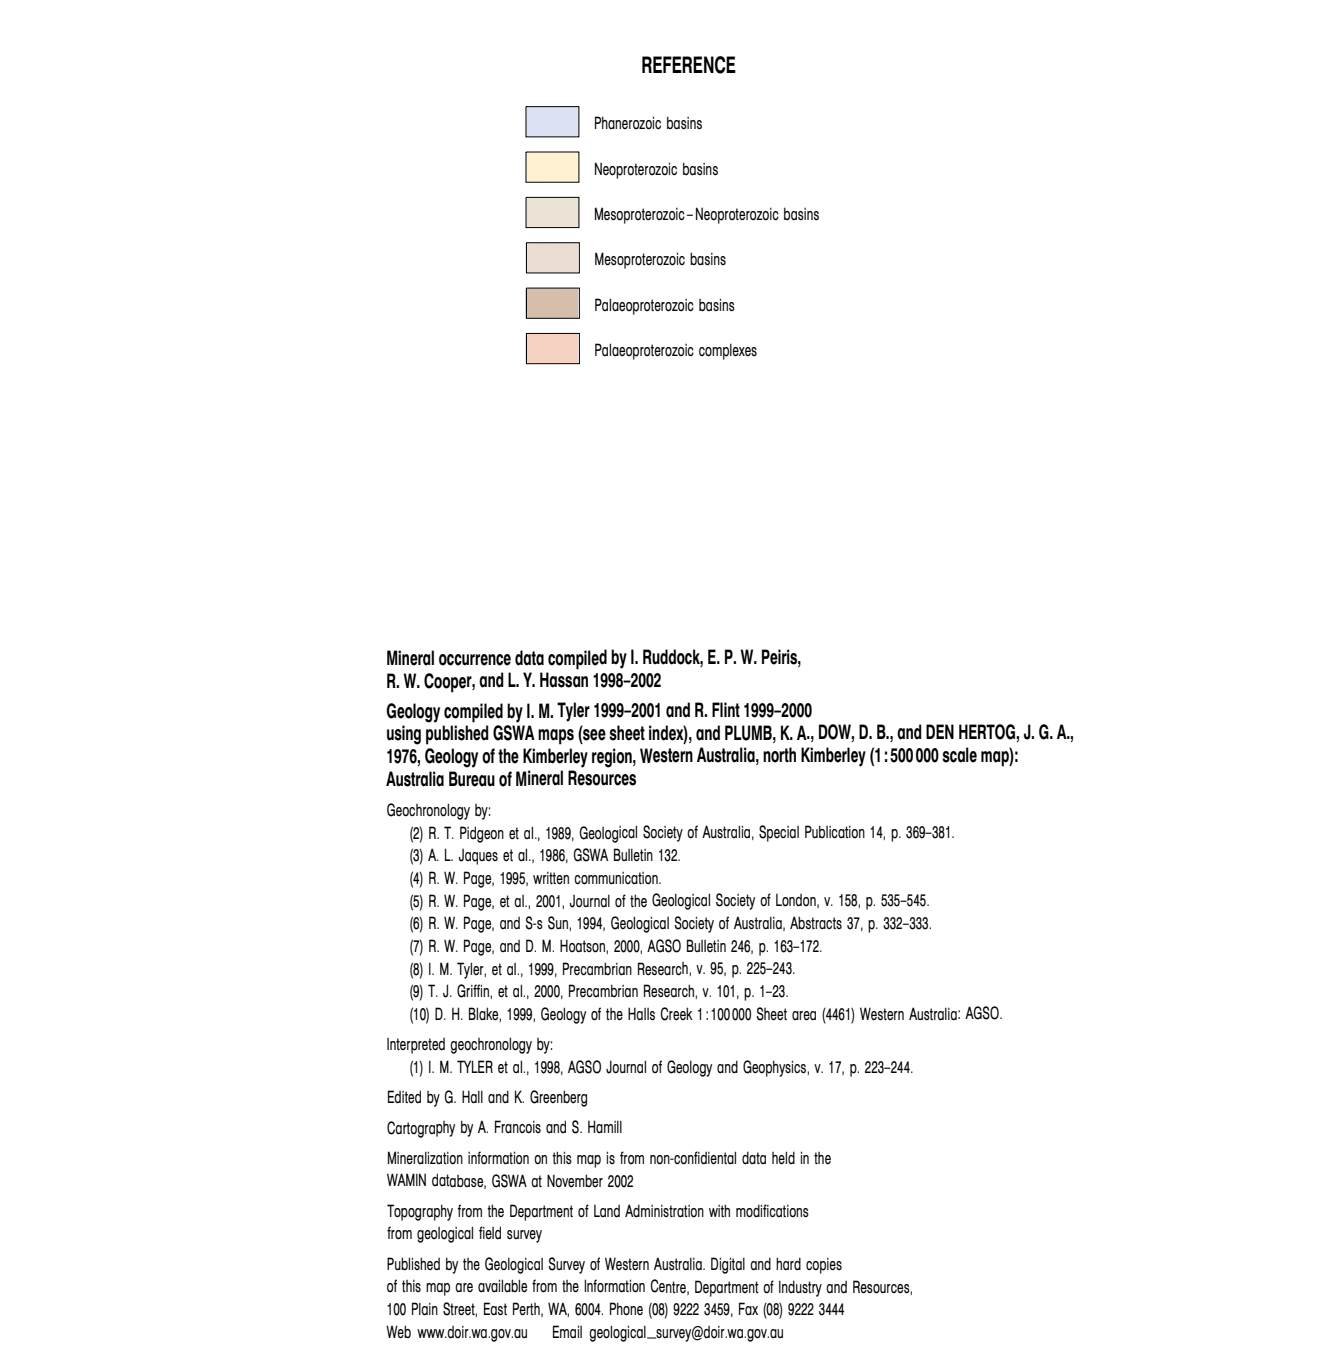 REFERENCE
Phanerozoic basins
Neoproterozoic basins
Mesoproterozoic–Neoproterozoic basins
Mesoproterozoic basins
Palaeoproterozoic basins
Palaeoproterozoic complexes
Mineral occurrence data compiled by I. Ruddock, E. P. W. Peiris,
R. W. Cooper, and L. Y. Hassan 1998–2002
Geology compiled by I. M. Tyler 1999–2001 and R. Flint 1999–2000
using published GSWA maps (see sheet index), and PLUMB, K. A., DOW, D. B., and DEN HERTOG, J. G. A.,
1976, Geology of the Kimberley region, Western Australia, north Kimberley (1:500 000 scale map):
Australia Bureau of Mineral Resources
Geochronology by:
(2) R. T. Pidgeon et al., 1989, Geological Society of Australia, Special Publication 14, p. 369–381.
(3) A. L. Jaques et al., 1986, GSWA Bulletin 132.
(4) R. W. Page, 1995, written communication.
(5) R. W. Page, et al., 2001, Journal of the Geological Society of London, v. 158, p. 535–545.
(6) R. W. Page, and S-s Sun, 1994, Geological Society of Australia, Abstracts 37, p. 332–333.
(7) R. W. Page, and D. M. Hoatson, 2000, AGSO Bulletin 246, p. 163–172.
(8) I. M. Tyler, et al., 1999, Precambrian Research, v. 95, p. 225–243.
(9) T. J. Griffin, et al., 2000, Precambrian Research, v. 101, p. 1–23.
(10) D. H. Blake, 1999, Geology of the Halls Creek 1:100 000 Sheet area (4461) Western Australia: AGSO.
Interpreted geochronology by:
(1) I. M. TYLER et al., 1998, AGSO Journal of Geology and Geophysics, v. 17, p. 223–244.
Edited by G. Hall and K. Greenberg
Cartography by A. Francois and S. Hamill
Mineralization information on this map is from non-confidiental data held in the
WAMIN database, GSWA at November 2002
Topography from the Department of Land Administration with modifications
from geological field survey
Published by the Geological Survey of Western Australia. Digital and hard copies
of this map are available from the Information Centre, Department of Industry and Resources,
100 Plain Street, East Perth, WA, 6004. Phone (08) 9222 3459, Fax (08) 9222 3444
Web www.doir.wa.gov.au Email geological_survey@doir.wa.gov.au